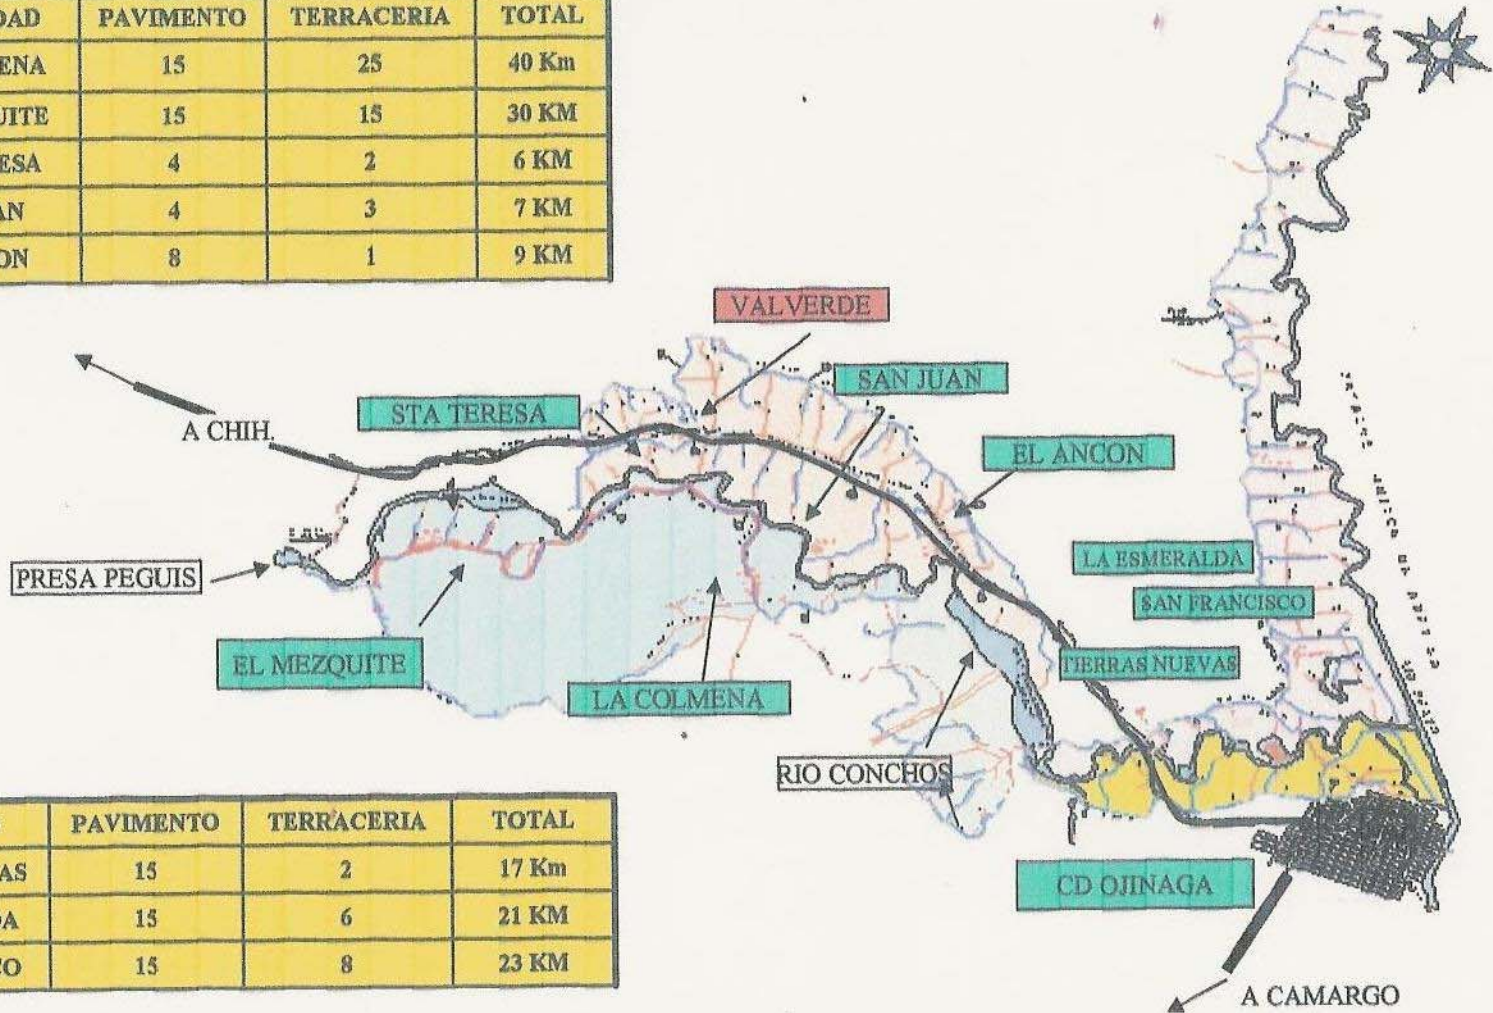 DAD PAVIMENTO TERRACERIA TOTAL
ENA 15 25 40 Km
UITE 15 15 30 KM
ESA 4 2 6 KM
AN 4 3 7 KM
ON 8 1 9 KM
VALVERDE
SAN JUAN
STA TERESA
A CHIH.
EL ANCON
LA ESMERALDA
PRESA PEGUIS
SAN FRANCISCO
EL MEZQUITE
TIERRAS NUEVAS
LA COLMENA
RIO CONCHOS
PAVIMENTO TERRACERIA TOTAL
AS 15 2 17 Km
DA 15 6 21 KM
CO 15 8 23 KM
CD OJINAGA
A CAMARGO